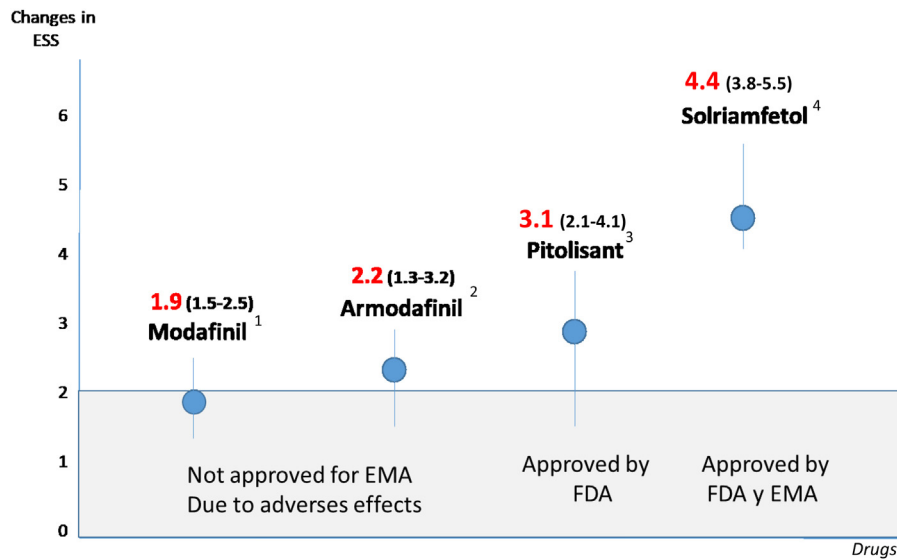 Changes in
ESS
6
5
4
3
2
1
0
1.9 (1.5-2.5)
Modafinil 1
2.2 (1.3-3.2)
Armodafinil 2
3.1 (2.1-4.1)
Pitolisant 3
4.4 (3.8-5.5)
Solriamfetol 4
Not approved for EMA
Due to adverses effects
Approved by
FDA
Approved by
FDA y EMA
Drugs